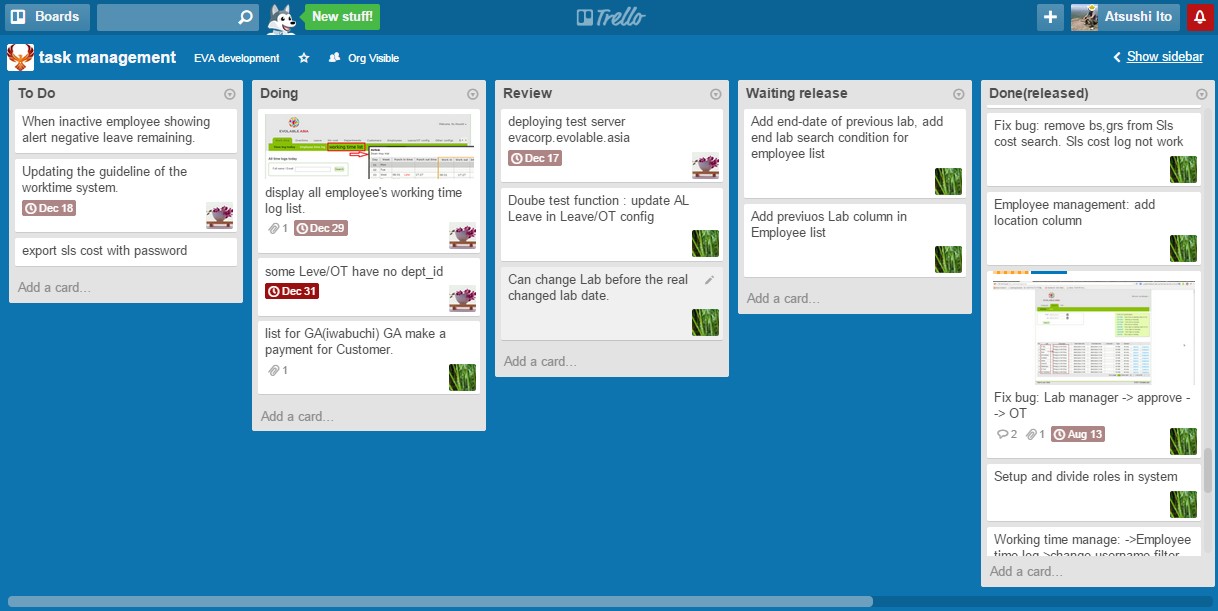 Boards
New stuff!
Trello
Atsushi Ito
task management
EVA development
Org Visible
Show sidebar
To Do
When inactive employee showing
alert negative leave remaining.
Updating the guideline of the
worktime system.
Dec 18
export sls cost with password
Add a card...
Doing
EVOLABLE ASIA
working time list
display all employee's working time
log list.
1
Dec 29
some Leve/OT have no dept_id
Dec 31
list for GA(iwabuchi) GA make a
payment for Customer.
1
Add a card...
Review
deploying test server
evacorp.evolable.asia
Dec 17
Doube test function : update AL
Leave in Leave/OT config
Can change Lab before the real
changed lab date.
Add a card...
Waiting release
Add end-date of previous lab, add
end lab search condition for
employee list
Add previuos Lab column in
Employee list
Add a card...
Done(released)
Fix bug: remove bs,grs from Sls
cost search. Sls cost log not work
Employee management: add
location column
Fix bug: Lab manager -> approve -
-> OT
2
1
Aug 13
Setup and divide roles in system
Working time manage: ->Employee
time log->change username filter
Add a card...